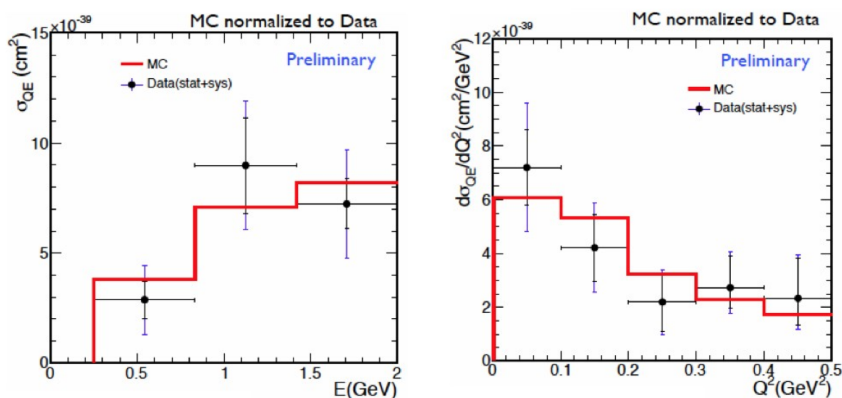 MC normalized to Data
15×10⁻³⁹
σ_QE (cm²)
Preliminary
MC
Data(stat+sys)
10
5
0
0 0.5 1 1.5 2
E(GeV)
MC normalized to Data
12×10⁻³⁹
dσ_QE/dQ²(cm²/GeV²)
Preliminary
MC
Data(stat+sys)
10
8
6
4
2
0
0 0.1 0.2 0.3 0.4 0.5
Q²(GeV²)